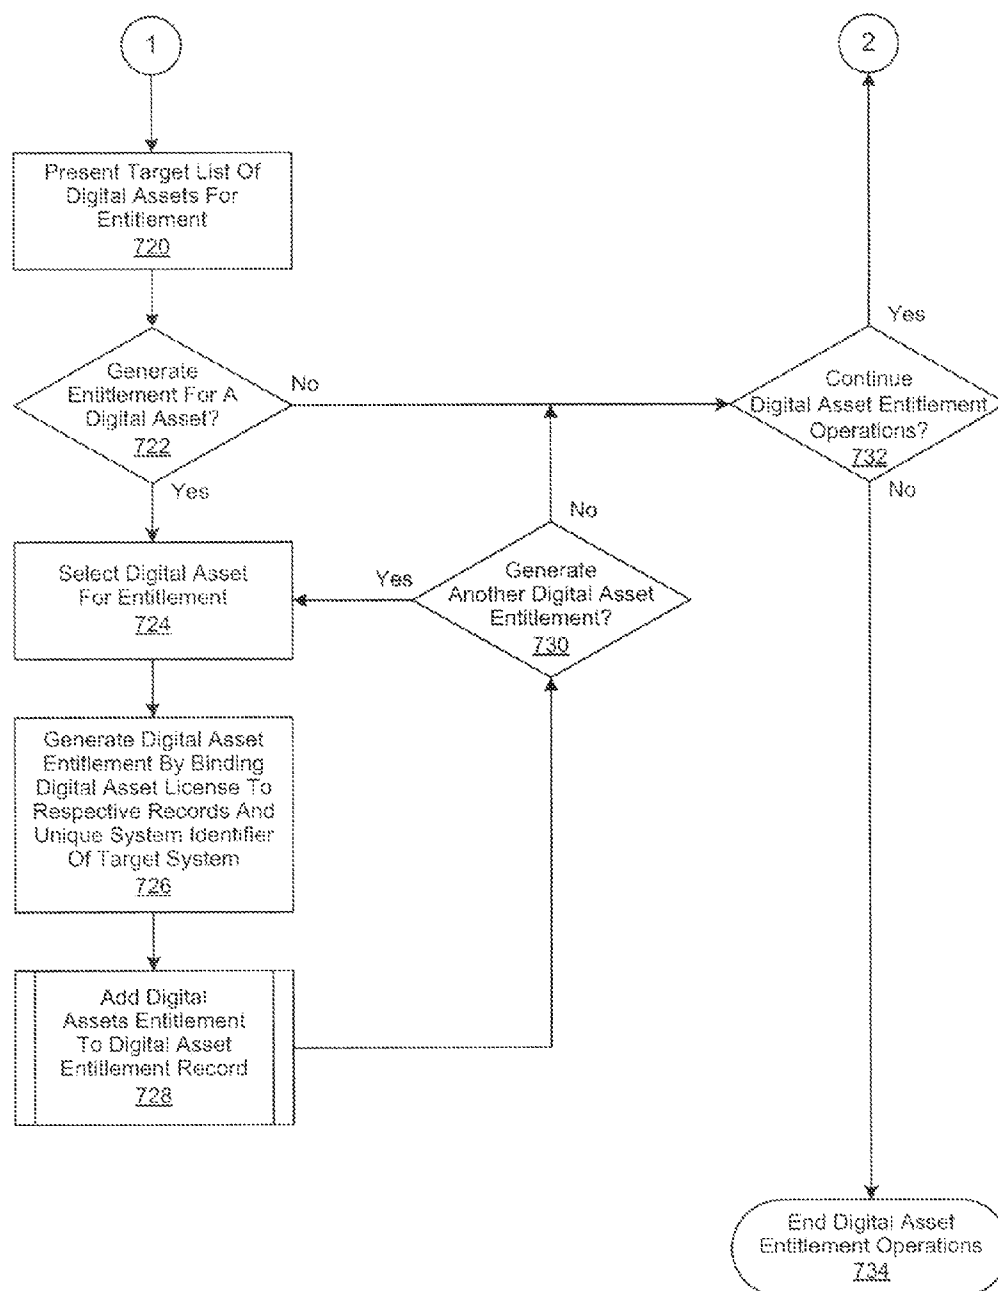 1
Present Target List Of
Digital Assets For
Entitlement
720
Generate
Entitlement For A
Digital Asset?
722
No
Yes
Select Digital Asset
For Entitlement
724
Generate Digital Asset
Entitlement By Binding
Digital Asset License To
Respective Records And
Unique System Identifier
Of Target System
726
Add Digital
Assets Entitlement
To Digital Asset
Entitlement Record
728
No
Yes
Generate
Another Digital Asset
Entitlement?
730
2
Yes
Continue
Digital Asset Entitlement
Operations?
732
No
End Digital Asset
Entitlement Operations
734